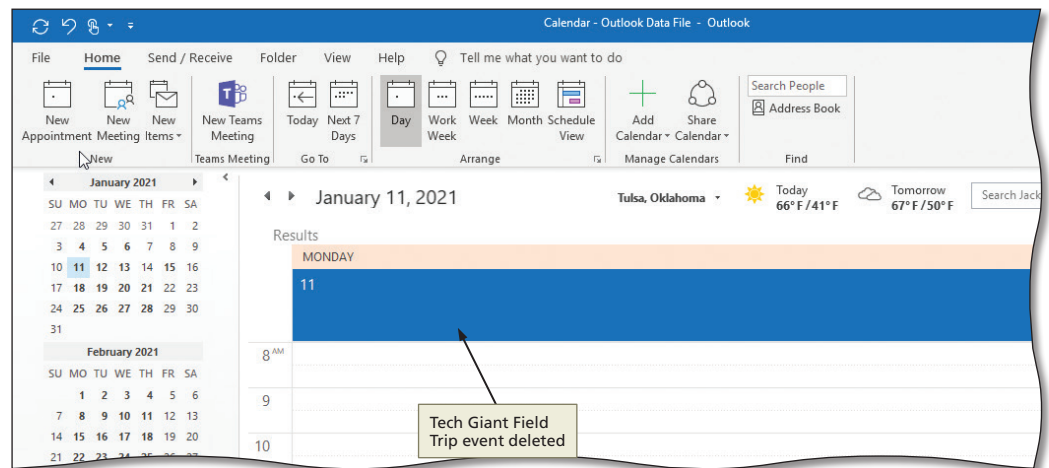 Calendar - Outlook Data File - Outlook
File Home Send / Receive Folder View Help Tell me what you want to do
New Appointment
New Meeting
New Items
New
New Teams Meeting
Teams Meeting
Today
Next 7 Days
Go To
Day
Work Week
Week
Month
Schedule View
Arrange
Add Calendar
Share Calendar
Manage Calendars
Search People
Address Book
Find
January 2021
SU MO TU WE TH FR SA
27 28 29 30 31 1 2
3 4 5 6 7 8 9
10 11 12 13 14 15 16
17 18 19 20 21 22 23
24 25 26 27 28 29 30
31
February 2021
SU MO TU WE TH FR SA
1 2 3 4 5 6
7 8 9 10 11 12 13
14 15 16 17 18 19 20
21 22 23 24 25 26 27
January 11, 2021
Tulsa, Oklahoma
Today
66° F / 41° F
Tomorrow
67° F / 50° F
Search Jack
Results
MONDAY
11
8 AM
9
10
Tech Giant Field
Trip event deleted